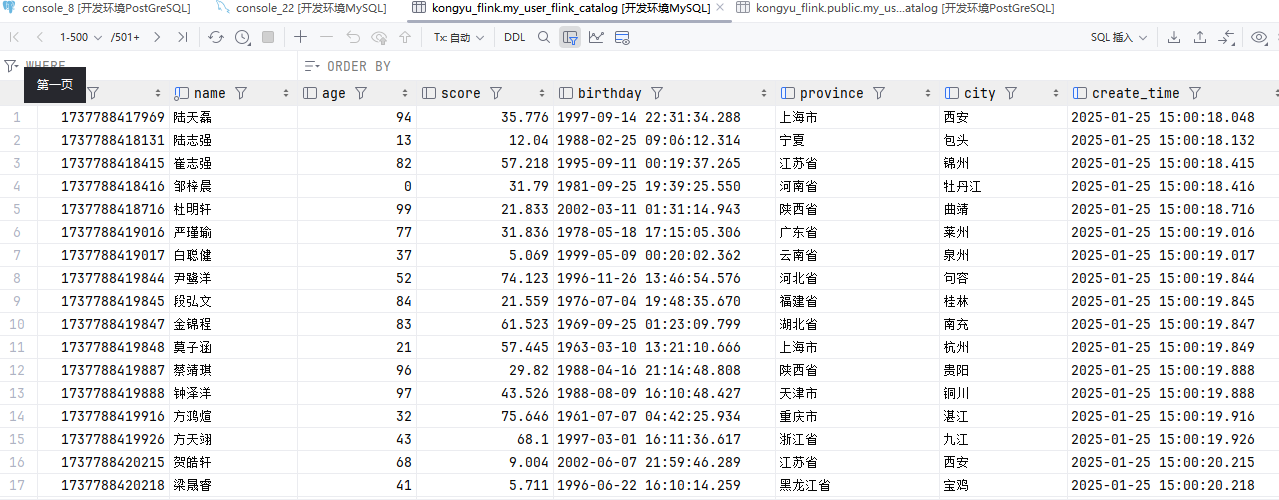 console_8 [开发环境PostGreSQL] console_22 [开发环境MySQL] kongyu_flink.my_user_flink_catalog [开发环境MySQL] kongyu_flink.public.my_us...atalog [开发环境PostGreSQL]
1-500 /501+ Tx: 自动 DDL SQL 插入
WHERE ORDER BY
第一页 name age score birthday province city create_time
1 1737788417969 陆天磊 94 35.776 1997-09-14 22:31:34.288 上海市 西安 2025-01-25 15:00:18.048
2 1737788418131 陆志强 13 12.04 1988-02-25 09:06:12.314 宁夏 包头 2025-01-25 15:00:18.132
3 1737788418415 崔志强 82 57.218 1995-09-11 00:19:37.265 江苏省 锦州 2025-01-25 15:00:18.415
4 1737788418416 邹梓晨 0 31.79 1981-09-25 19:39:25.550 河南省 牡丹江 2025-01-25 15:00:18.416
5 1737788418716 杜明轩 99 21.833 2002-03-11 01:31:14.943 陕西省 曲靖 2025-01-25 15:00:18.716
6 1737788419016 严瑾瑜 77 31.836 1978-05-18 17:15:05.306 广东省 莱州 2025-01-25 15:00:19.016
7 1737788419017 白聪健 37 5.069 1999-05-09 00:20:02.362 云南省 泉州 2025-01-25 15:00:19.017
8 1737788419844 尹鹭洋 52 74.123 1996-11-26 13:46:54.576 河北省 句容 2025-01-25 15:00:19.844
9 1737788419845 段弘文 84 21.559 1976-07-04 19:48:35.670 福建省 桂林 2025-01-25 15:00:19.845
10 1737788419847 金锦程 83 61.523 1969-09-25 01:23:09.799 湖北省 南充 2025-01-25 15:00:19.847
11 1737788419848 莫子涵 21 57.445 1963-03-10 13:21:10.666 上海市 杭州 2025-01-25 15:00:19.849
12 1737788419887 蔡靖琪 96 29.82 1988-04-16 21:14:48.808 陕西省 贵阳 2025-01-25 15:00:19.888
13 1737788419888 钟泽洋 97 43.526 1988-08-09 16:10:48.427 天津市 铜川 2025-01-25 15:00:19.888
14 1737788419916 方鸿煊 32 75.646 1961-07-07 04:42:25.934 重庆市 湛江 2025-01-25 15:00:19.916
15 1737788419926 方天翊 43 68.1 1997-03-01 16:11:36.617 浙江省 九江 2025-01-25 15:00:19.926
16 1737788420215 贺皓轩 68 9.004 2002-06-07 21:59:46.289 江苏省 西安 2025-01-25 15:00:20.215
17 1737788420218 梁晟睿 41 5.711 1996-06-22 16:10:14.259 黑龙江省 宝鸡 2025-01-25 15:00:20.218